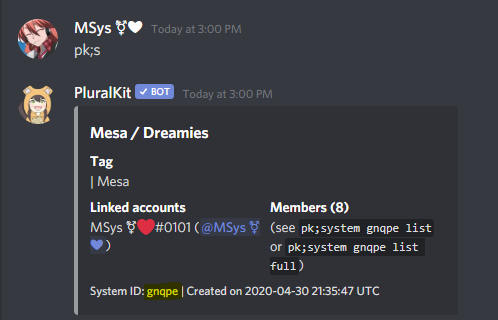 MSys ⚧🤍 Today at 3:00 PM
pk;s
PluralKit ✓ BOT Today at 3:00 PM
Mesa / Dreamies
Tag
| Mesa
Linked accounts
MSys ⚧❤️#0101 (@MSys ⚧
💙)
Members (8)
(see pk;system gnqpe list
or pk;system gnqpe list
full)
System ID: gnqpe | Created on 2020-04-30 21:35:47 UTC